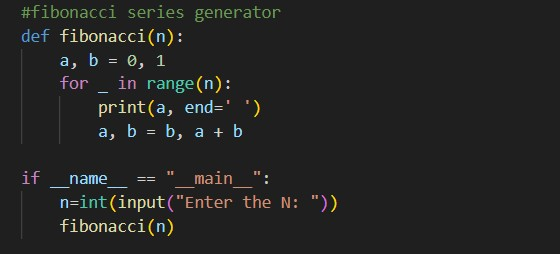 #fibonacci series generator
def fibonacci(n):
    a, b = 0, 1
    for _ in range(n):
        print(a, end=' ')
        a, b = b, a + b

if __name__ == "__main__":
    n=int(input("Enter the N: "))
    fibonacci(n)